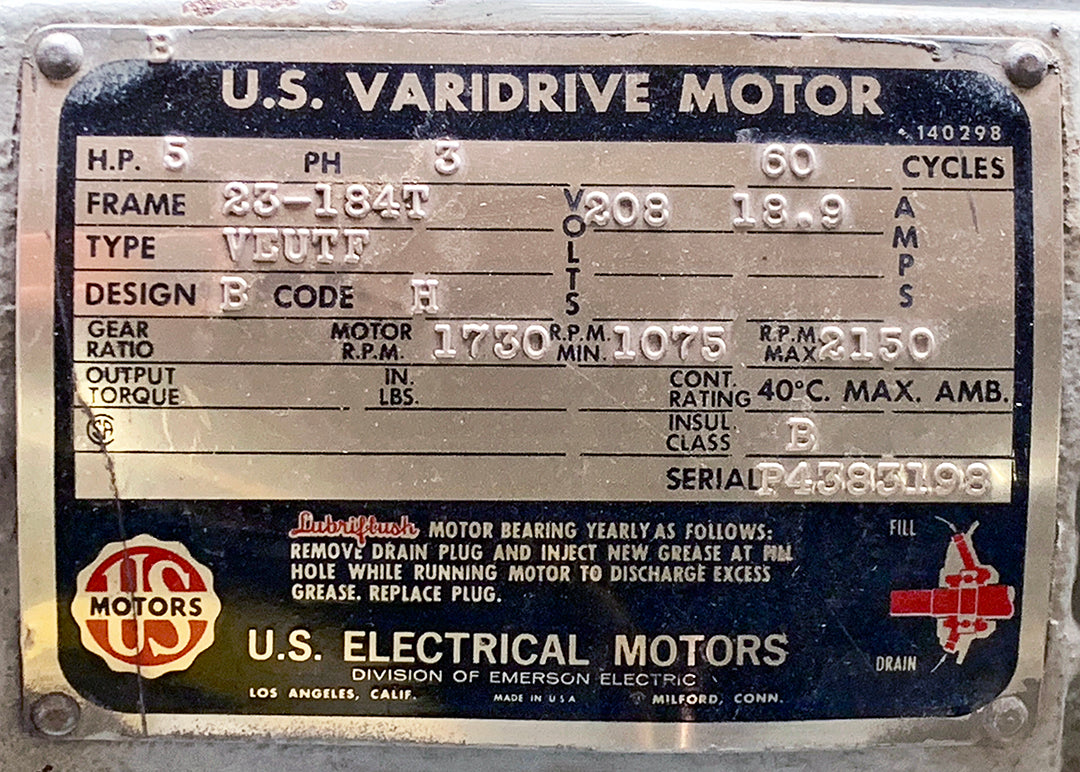 B
U.S. VARIDRIVE MOTOR
140298
H.P. 5 PH 3 60 CYCLES
FRAME 23-184T VOLTS 208 18.9 AMPS
TYPE VEUTF
DESIGN B CODE H
GEAR RATIO MOTOR R.P.M. 1730 R.P.M. MIN. 1075 R.P.M. MAX 2150
OUTPUT TORQUE IN. LBS. CONT. RATING 40°C. MAX. AMB.
SA INSUL. CLASS B
SERIAL P4383198
Lubriflush MOTOR BEARING YEARLY AS FOLLOWS:
REMOVE DRAIN PLUG AND INJECT NEW GREASE AT FILL
HOLE WHILE RUNNING MOTOR TO DISCHARGE EXCESS
GREASE. REPLACE PLUG.
FILL
DRAIN
US
MOTORS
US
U.S. ELECTRICAL MOTORS
DIVISION OF EMERSON ELECTRIC
LOS ANGELES, CALIF. MADE IN USA MILFORD, CONN.